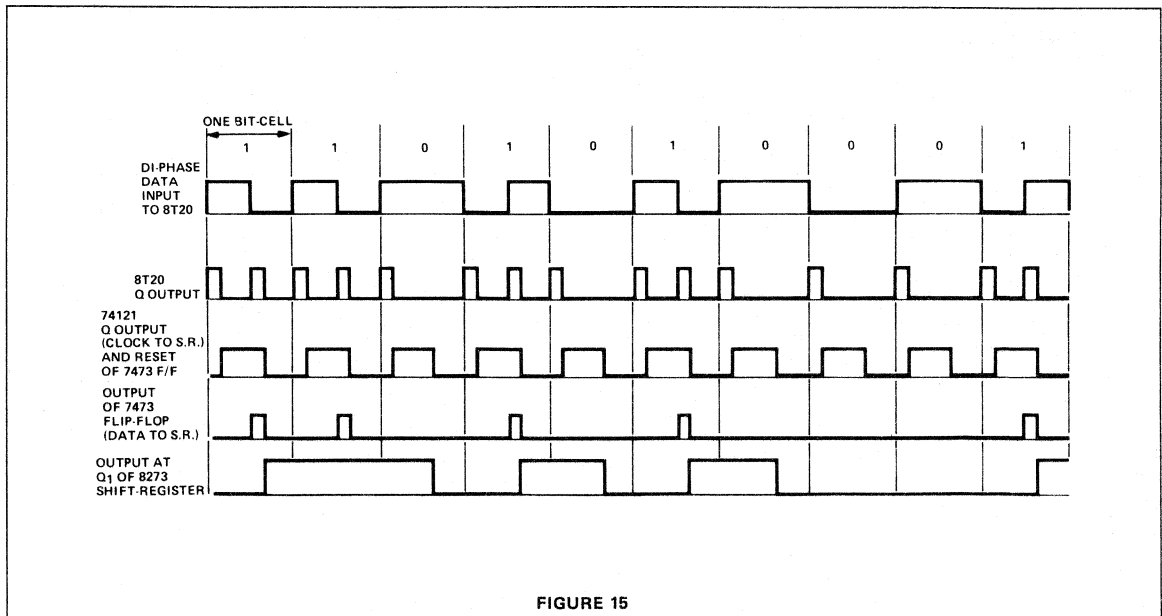 ONE BIT-CELL
1 1 0 1 0 1 0 0 0 1
DI-PHASE
DATA
INPUT
TO 8T20
8T20
Q OUTPUT
74121
Q OUTPUT
(CLOCK TO S.R.)
AND RESET
OF 7473 F/F
OUTPUT
OF 7473
FLIP-FLOP
(DATA TO S.R.)
OUTPUT AT
Q1 OF 8273
SHIFT-REGISTER
FIGURE 15